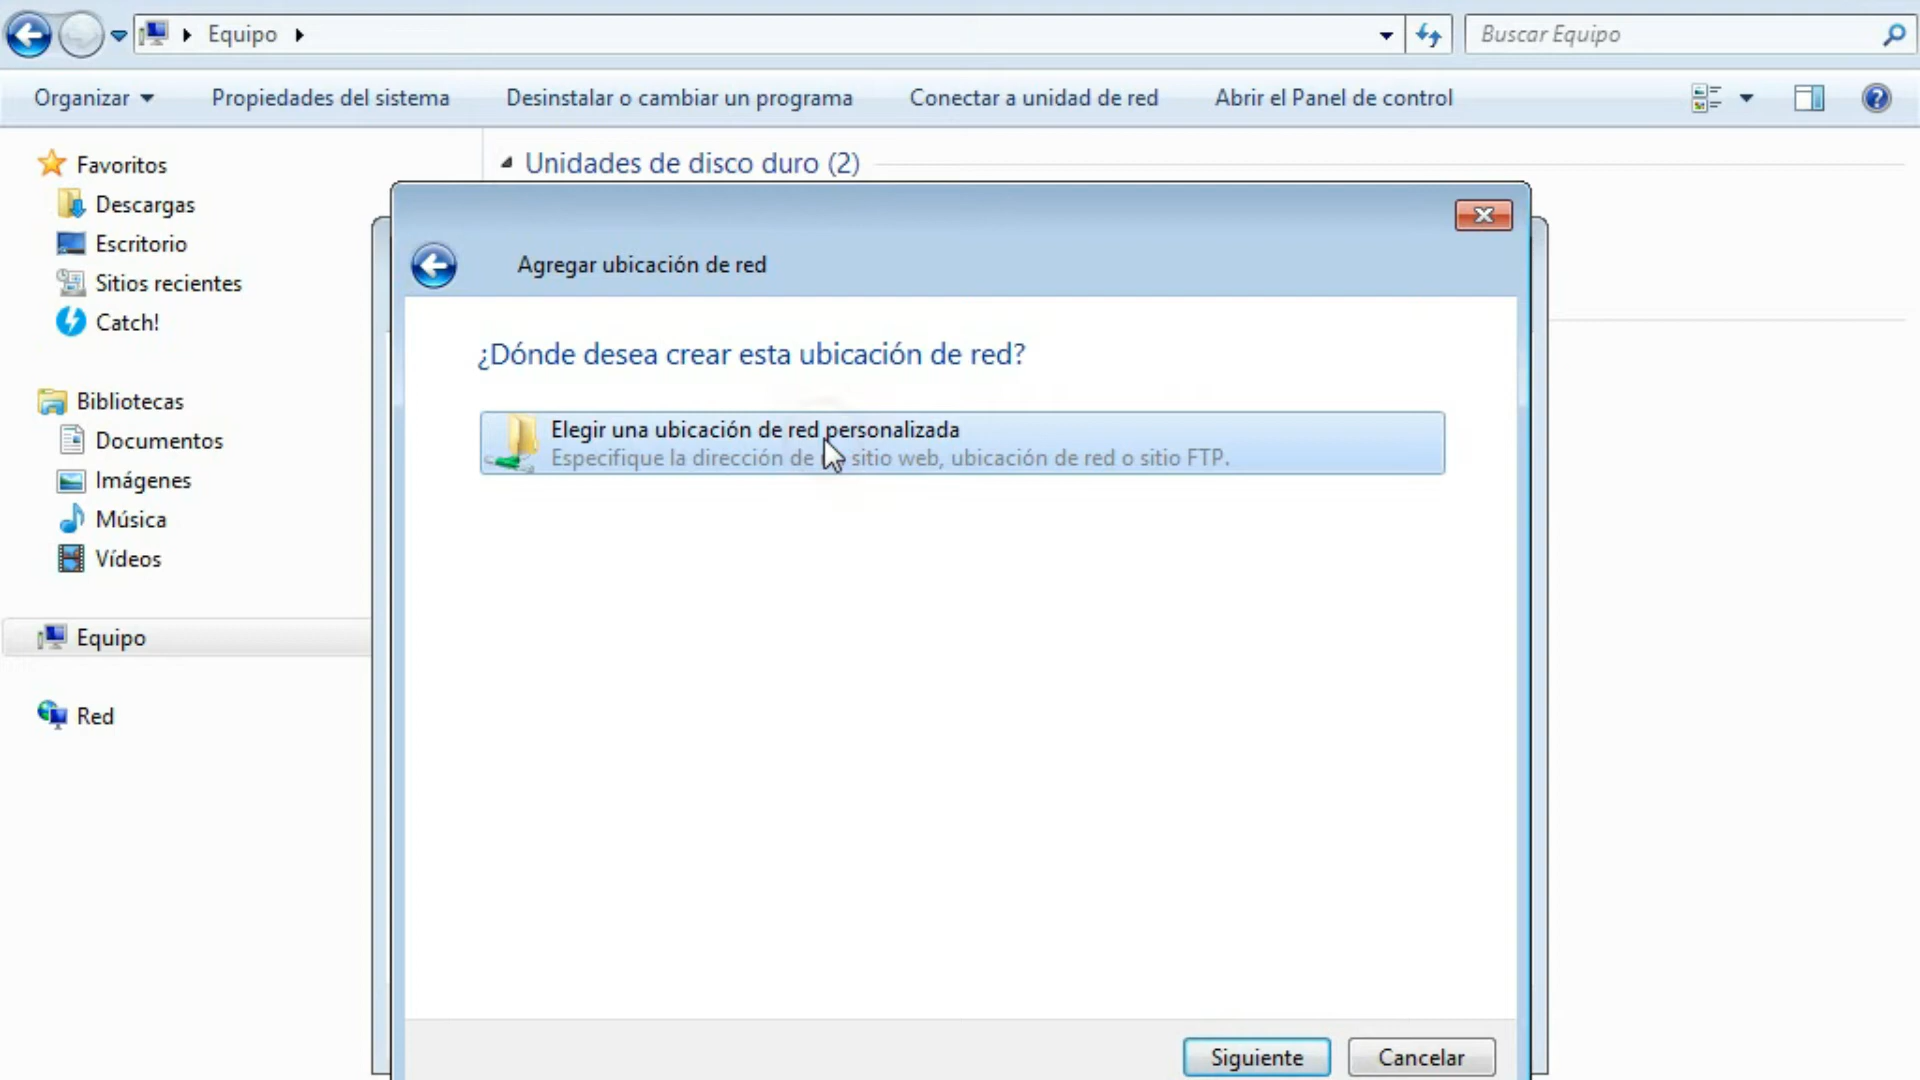 Equipo
Buscar Equipo
Organizar
Propiedades del sistema
Desinstalar o cambiar un programa
Conectar a unidad de red
Abrir el Panel de control
Favoritos
Descargas
Escritorio
Sitios recientes
Catch!
Bibliotecas
Documentos
Imágenes
Música
Vídeos
Equipo
Red
Unidades de disco duro (2)
Agregar ubicación de red
¿Dónde desea crear esta ubicación de red?
Elegir una ubicación de red personalizada
Especifique la dirección de sitio web, ubicación de red o sitio FTP.
Siguiente
Cancelar